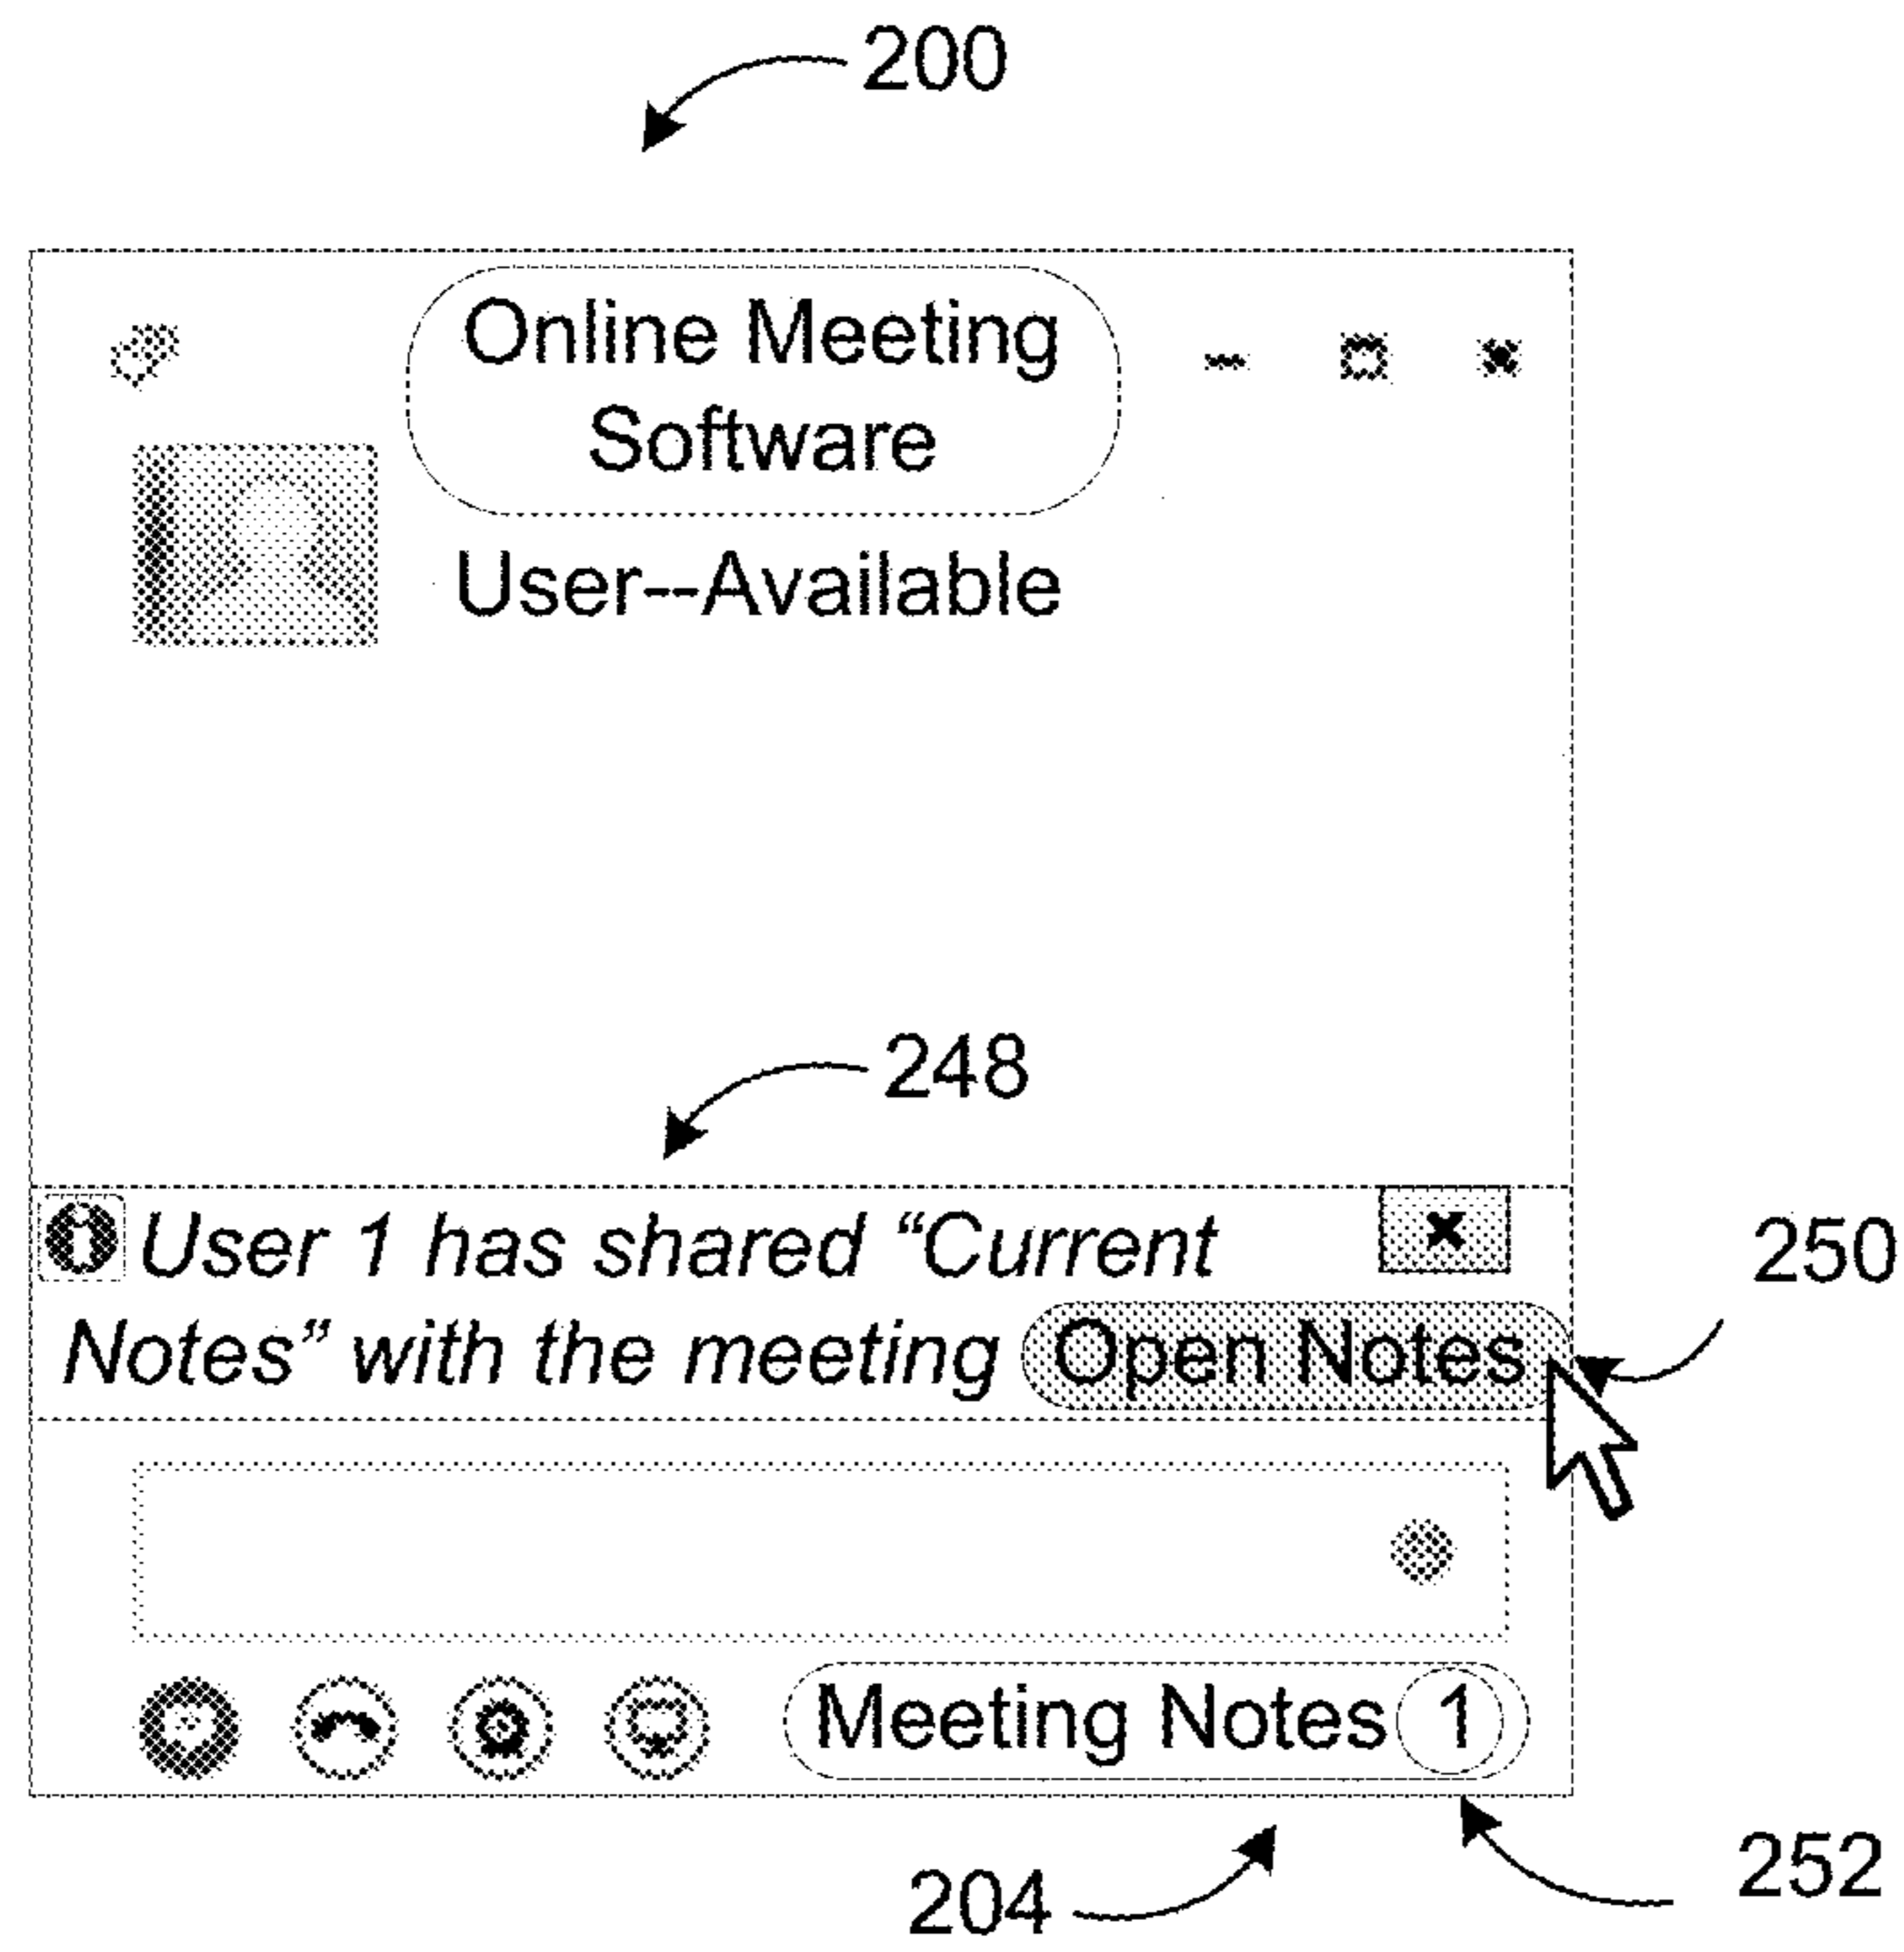 200
Online Meeting
Software
User--Available
248
User 1 has shared “Current
Notes” with the meeting Open Notes
250
Meeting Notes 1
204
252